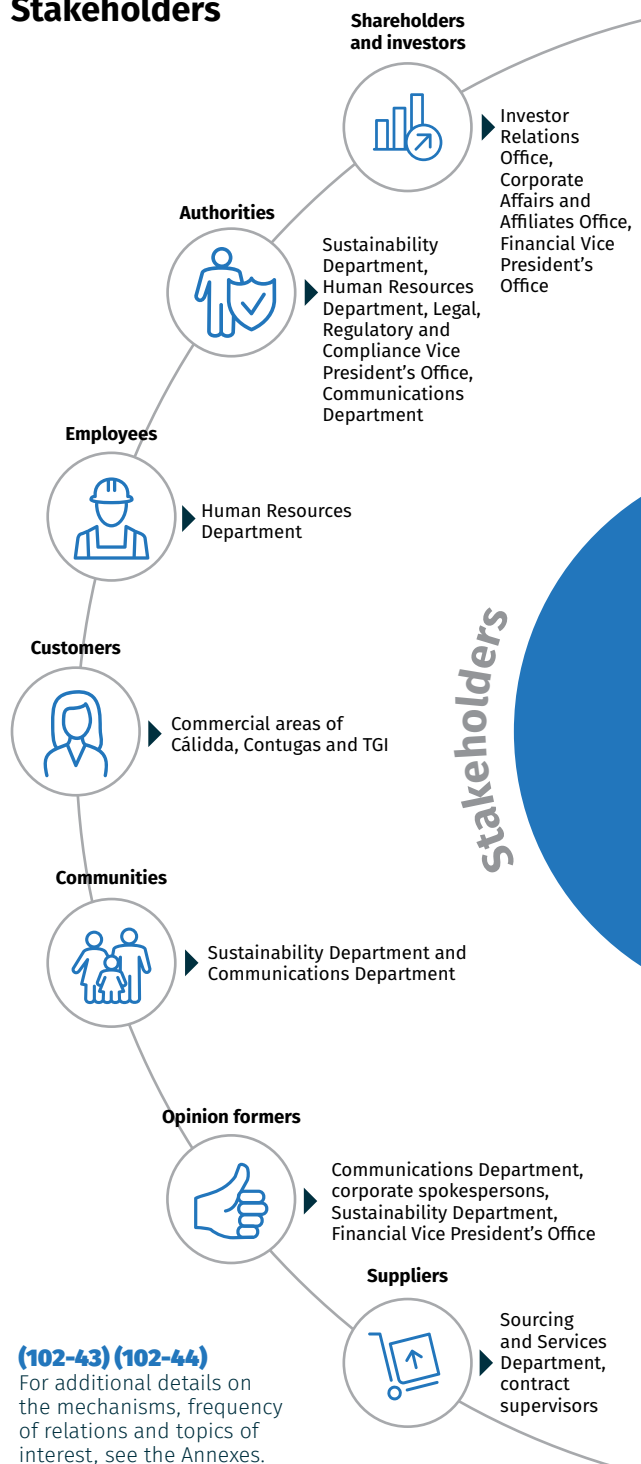 Stakeholders
Shareholders
and investors
Investor
Relations
Office,
Corporate
Affairs and
Affiliates Office,
Financial Vice
President’s
Office
Authorities
Sustainability
Department,
Human Resources
Department, Legal,
Regulatory and
Compliance Vice
President’s Office,
Communications
Department
Employees
Human Resources
Department
Customers
Commercial areas of
Cálidda, Contugas and TGI
Stakeholders
Communities
Sustainability Department and
Communications Department
Opinion formers
Communications Department,
corporate spokespersons,
Sustainability Department,
Financial Vice President’s Office
Suppliers
Sourcing
and Services
Department,
contract
supervisors
(102-43) (102-44)
For additional details on
the mechanisms, frequency
of relations and topics of
interest, see the Annexes.